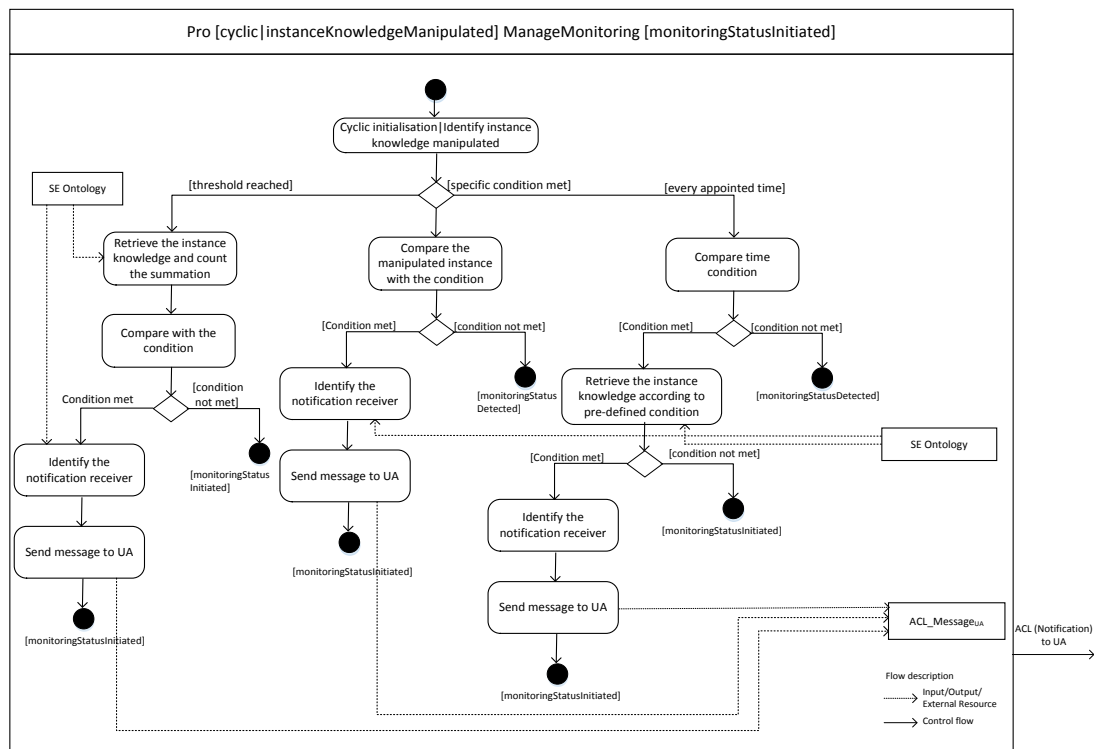 Pro [cyclic|instanceKnowledgeManipulated] ManageMonitoring [monitoringStatusInitiated]
Cyclic initialisation|Identify instance
knowledge manipulated
[threshold reached]
[specific condition met]
[every appointed time]
SE Ontology
Retrieve the instance
knowledge and count
the summation
Compare the
manipulated instance
with the condition
Compare time
condition
Compare with the
condition
[Condition met]
[condition not met]
[Condition met]
[condition not met]
Identify the
notification receiver
[monitoringStatus
Detected]
Retrieve the instance
knowledge according to
pre-defined condition
[monitoringStatusDetected]
Condition met
[condition
not met]
Identify the
notification receiver
[monitoringStatus
Initiated]
Send message to UA
[Condition met]
[condition not met]
SE Ontology
Identify the
notification receiver
[monitoringStatusInitiated]
Send message to UA
[monitoringStatusInitiated]
Send message to UA
[monitoringStatusInitiated]
[monitoringStatusInitiated]
ACL_MessageUA
ACL (Notification)
to UA
Flow description
Input/Output/
External Resource
Control flow